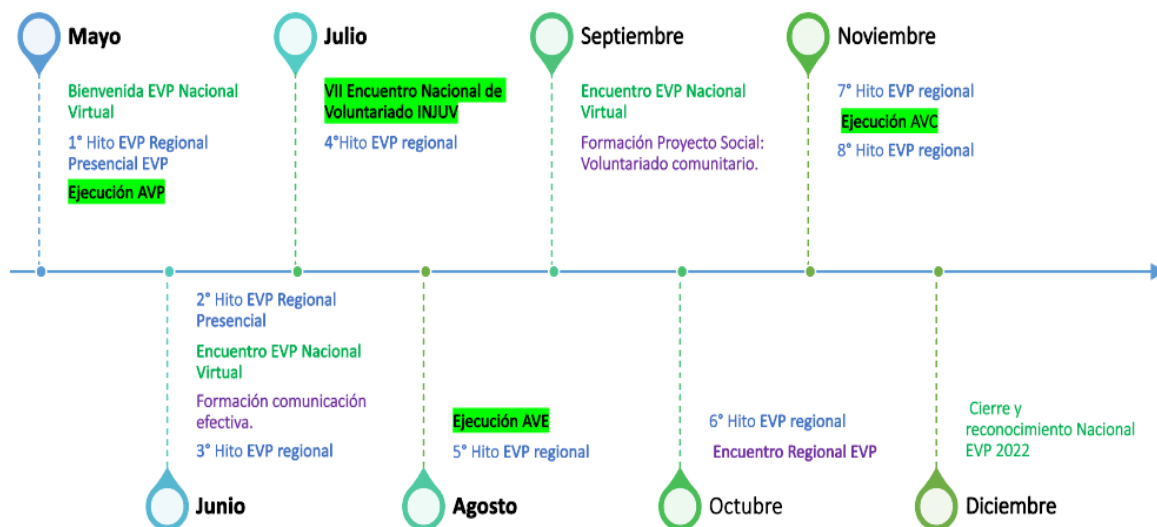 Mayo
Bienvenida EVP Nacional
Virtual
1° Hito EVP Regional
Presencial EVP
Ejecución AVP
Julio
VII Encuentro Nacional de
Voluntariado INJUV
4°Hito EVP regional
Septiembre
Encuentro EVP Nacional
Virtual
Formación Proyecto Social:
Voluntariado comunitario.
Noviembre
7° Hito EVP regional
Ejecución AVC
8° Hito EVP regional
2° Hito EVP Regional
Presencial
Encuentro EVP Nacional
Virtual
Formación comunicación
efectiva.
3° Hito EVP regional
Junio
Ejecución AVE
5° Hito EVP regional
Agosto
6° Hito EVP regional
Encuentro Regional EVP
Octubre
Cierre y
reconocimiento Nacional
EVP 2022
Diciembre